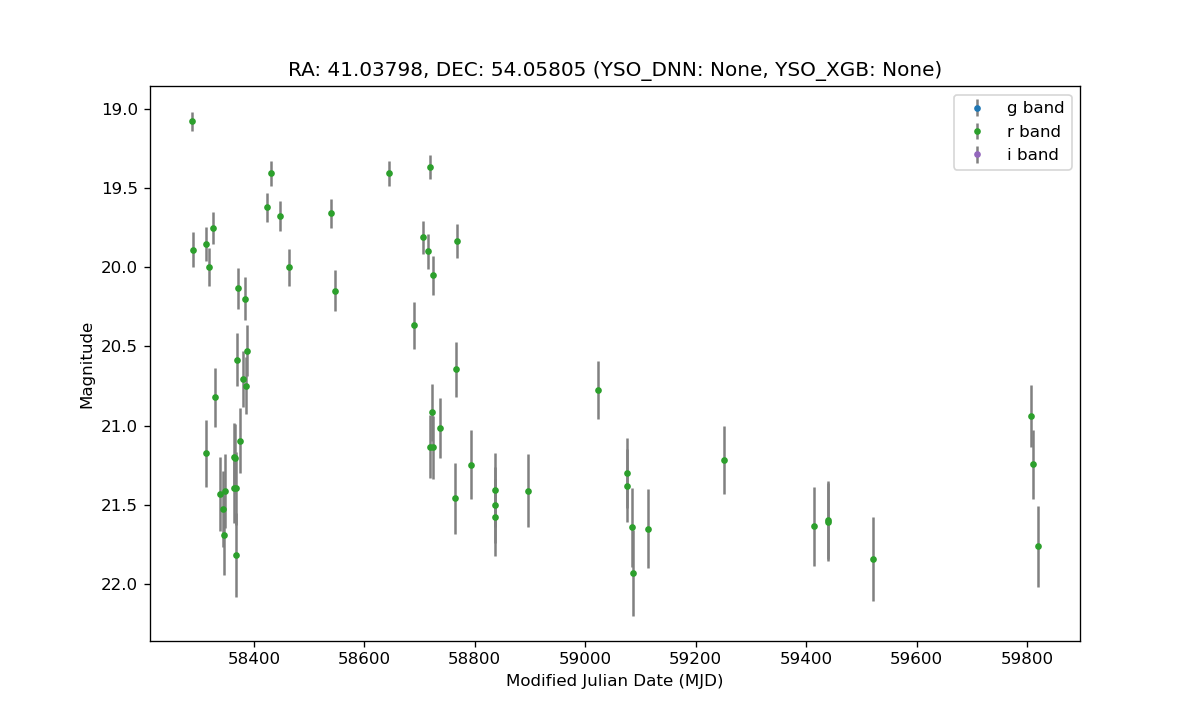 RA: 41.03798, DEC: 54.05805 (YSO_DNN: None, YSO_XGB: None)
g band
r band
i band
19.0
19.5
20.0
20.5
21.0
21.5
22.0
Magnitude
58400
58600
58800
59000
59200
59400
59600
59800
Modified Julian Date (MJD)